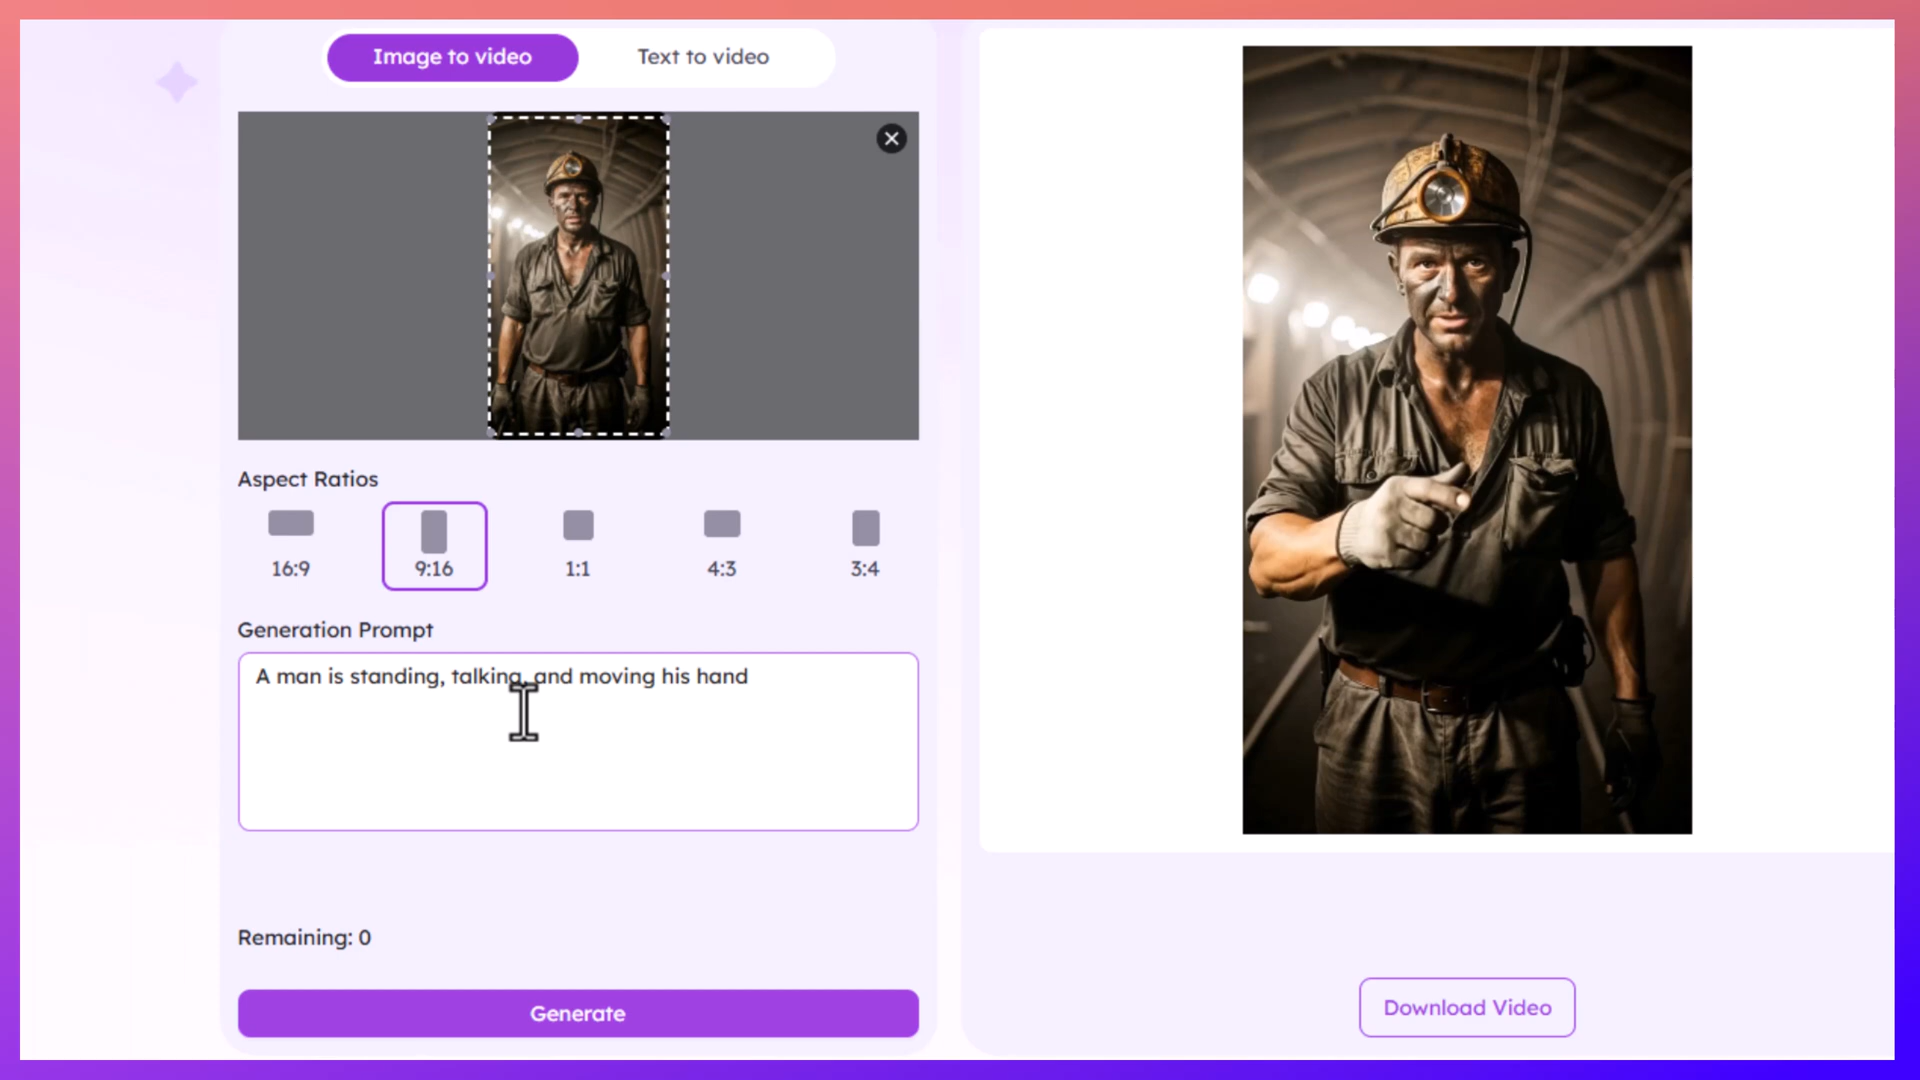 Image to video
Text to video
Aspect Ratios
16:9
9:16
1:1
4:3
3:4
Generation Prompt
A man is standing, talking, and moving his hand
Remaining: 0
Generate
Download Video